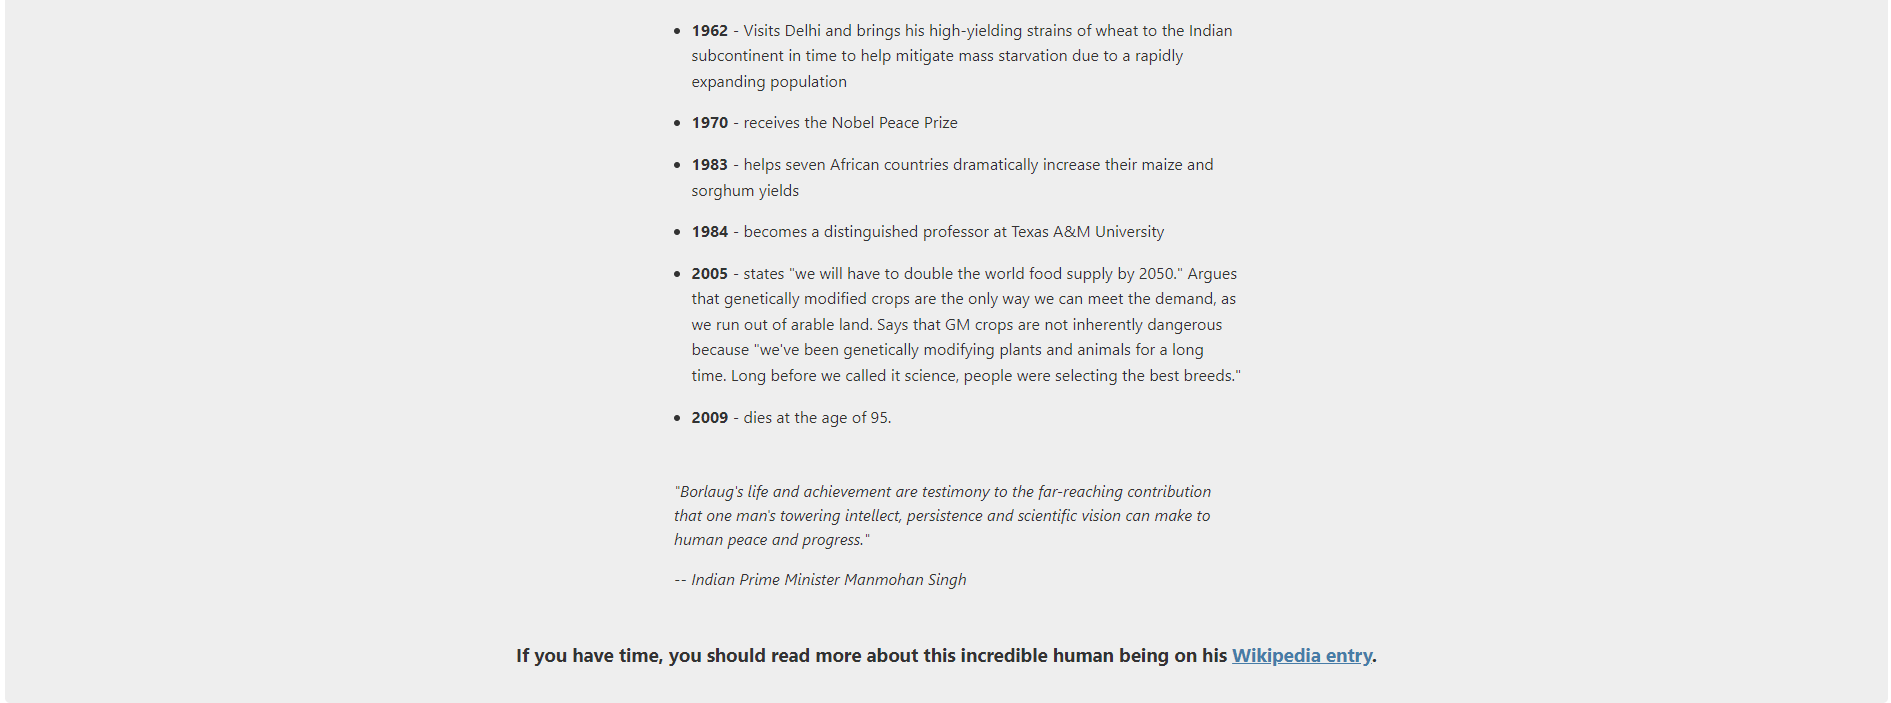 1962 - Visits Delhi and brings his high-yielding strains of wheat to the Indian
subcontinent in time to help mitigate mass starvation due to a rapidly
expanding population
1970 - receives the Nobel Peace Prize
1983 - helps seven African countries dramatically increase their maize and
sorghum yields
1984 - becomes a distinguished professor at Texas A&M University
2005 - states "we will have to double the world food supply by 2050." Argues
that genetically modified crops are the only way we can meet the demand, as
we run out of arable land. Says that GM crops are not inherently dangerous
because "we've been genetically modifying plants and animals for a long
time. Long before we called it science, people were selecting the best breeds."
2009 - dies at the age of 95.
"Borlaug's life and achievement are testimony to the far-reaching contribution
that one man's towering intellect, persistence and scientific vision can make to
human peace and progress."
-- Indian Prime Minister Manmohan Singh
If you have time, you should read more about this incredible human being on his Wikipedia entry.